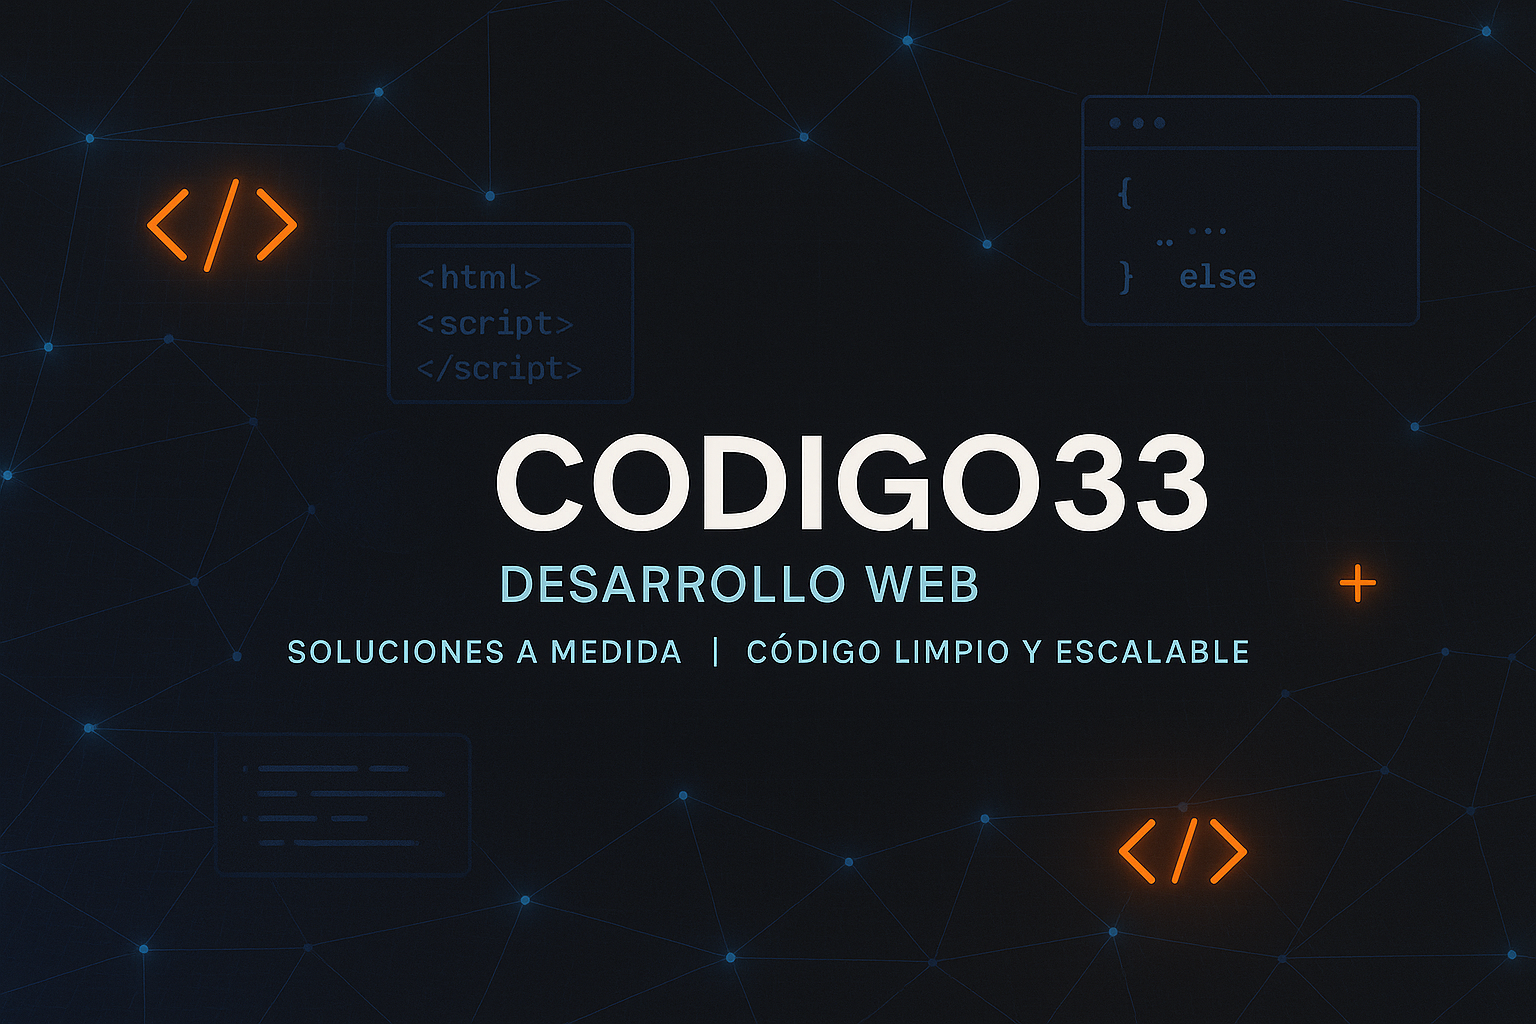 </>
<html>
<script>
</script>
{
.. ...
} else
CODIGO33
DESARROLLO WEB
+
SOLUCIONES A MEDIDA | CÓDIGO LIMPIO Y ESCALABLE
</>